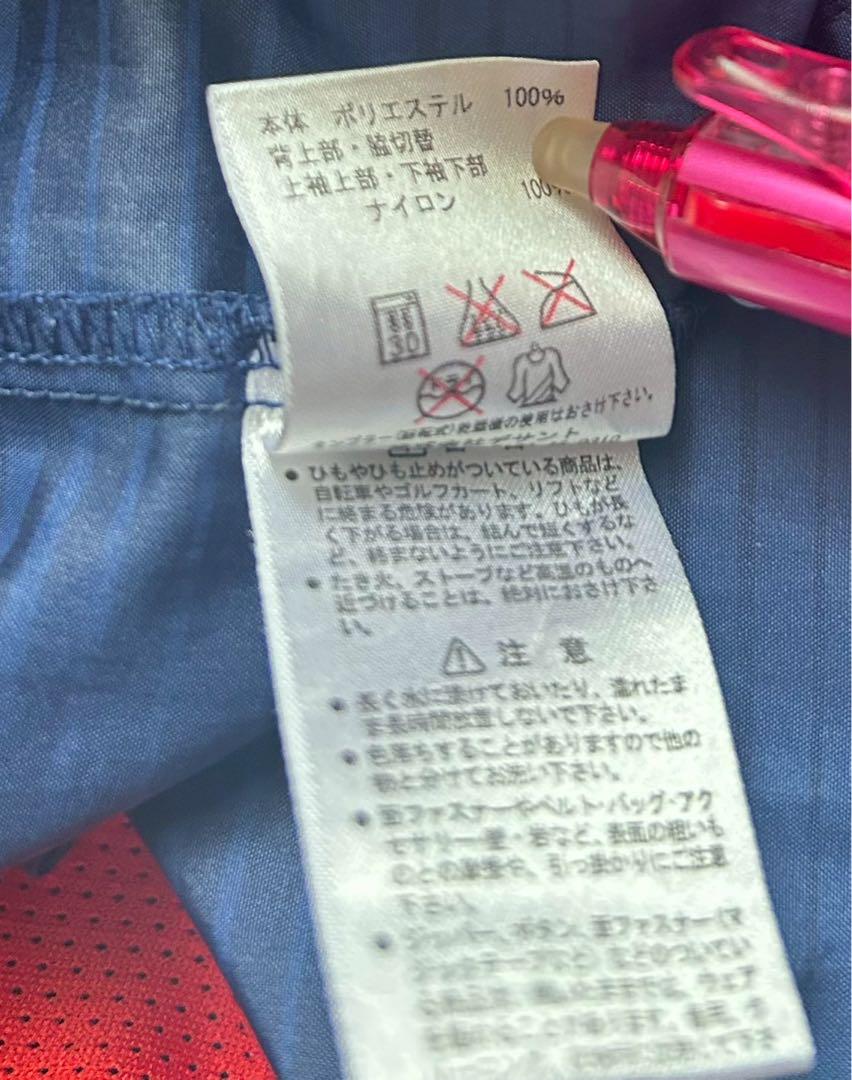 本体 ポリエステル 100%
背上部・脇切替
上袖上部・下袖下部
ナイロン 100%
30
タンブラー(回転式)乾燥機の使用はおさけ下さい。
● ひもやひも止めがついている商品は、
自転車やゴルフカート、リフトなど
に絡まる危険があります。ひもが長
く下がる場合は、結んで短くするな
ど、絡まないようにご注意下さい。
● たき火、ストーブなど高温のものへ
近づけることは、絶対におさけ下さ
い。
注 意
● 長く水に漬けておいたり、濡れたま
ま長時間放置しないで下さい。
● 色落ちすることがありますので他の
物と分けてお洗い下さい。
● 面ファスナーやベルト・バッグ・アク
セサリー・壁・岩など、表面の粗いも
のとの摩擦や、引っ掛かりにご注意
下さい。